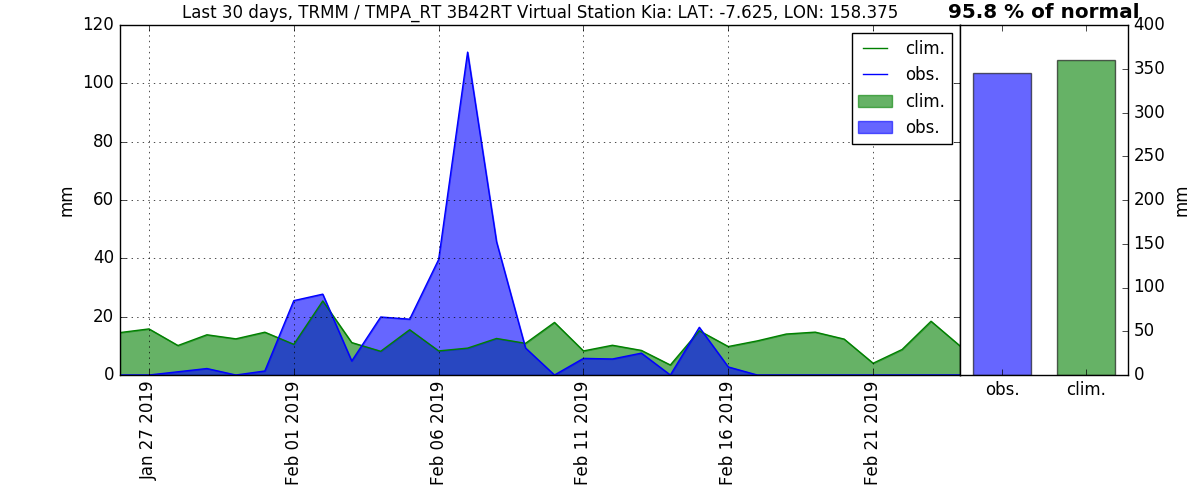 Last 30 days, TRMM / TMPA_RT 3B42RT Virtual Station Kia: LAT: -7.625, LON: 158.375
95.8 % of normal
120
100
80
60
40
20
0
mm
clim.
obs.
clim.
obs.
Jan 27 2019
Feb 01 2019
Feb 06 2019
Feb 11 2019
Feb 16 2019
Feb 21 2019
400
350
300
250
200
150
100
50
0
mm
obs.
clim.